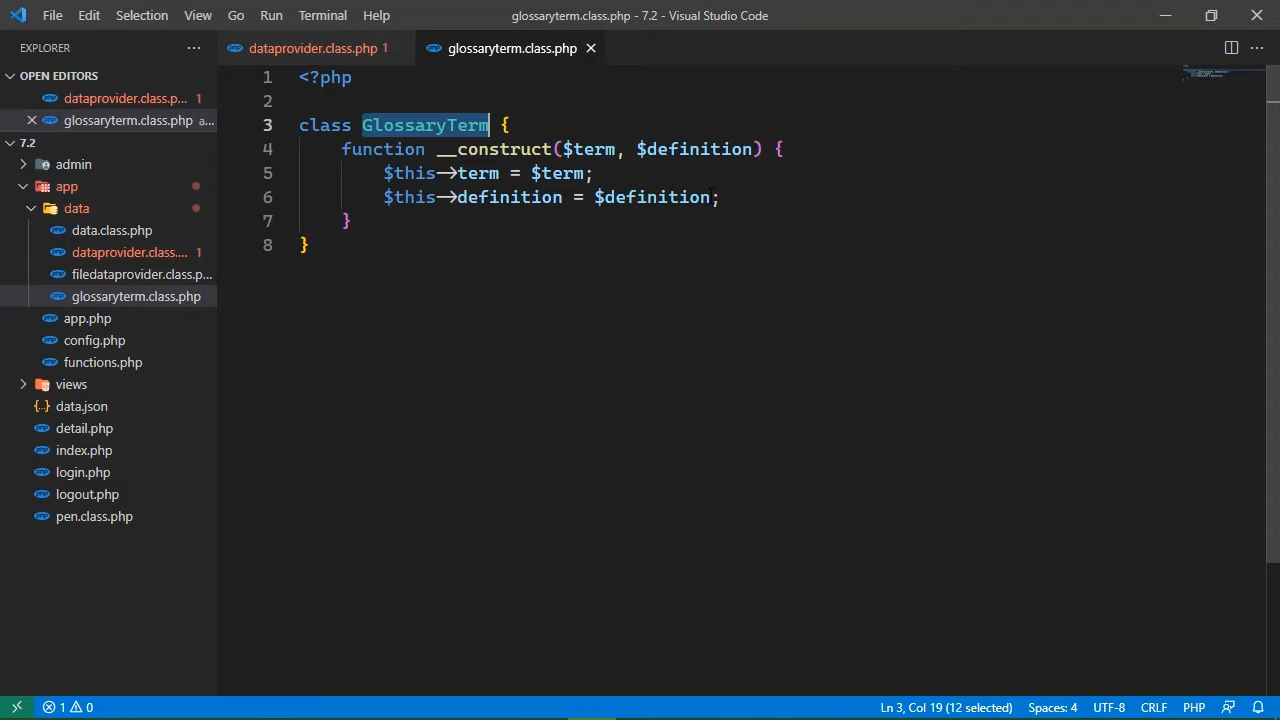 File Edit Selection View Go Run Terminal Help glossaryterm.class.php - 7.2 - Visual Studio Code
EXPLORER ···
dataprovider.class.php 1
glossaryterm.class.php
OPEN EDITORS
dataprovider.class.p... 1
glossaryterm.class.php a...
7.2
admin
app
data
data.class.php
dataprovider.class.... 1
filedataprovider.class.p...
glossaryterm.class.php
app.php
config.php
functions.php
views
data.json
detail.php
index.php
login.php
logout.php
pen.class.php
1 <?php
2
3 class GlossaryTerm {
4 function __construct($term, $definition) {
5 $this->term = $term;
6 $this->definition = $definition;
7 }
8 }
1 0 Ln 3, Col 19 (12 selected) Spaces: 4 UTF-8 CRLF PHP